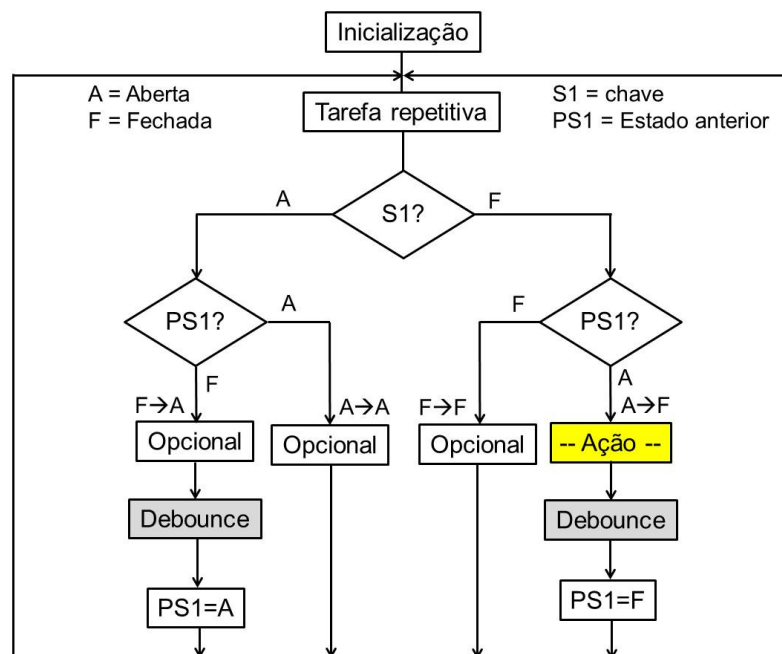 Inicialização
A = Aberta
F = Fechada
S1 = chave
PS1 = Estado anterior
Tarefa repetitiva
A
S1?
F
PS1?
A
F
PS1?
F
A
F→A
A→A
F→F
A→F
Opcional
Opcional
Opcional
-- Ação --
Debounce
Debounce
PS1=A
PS1=F